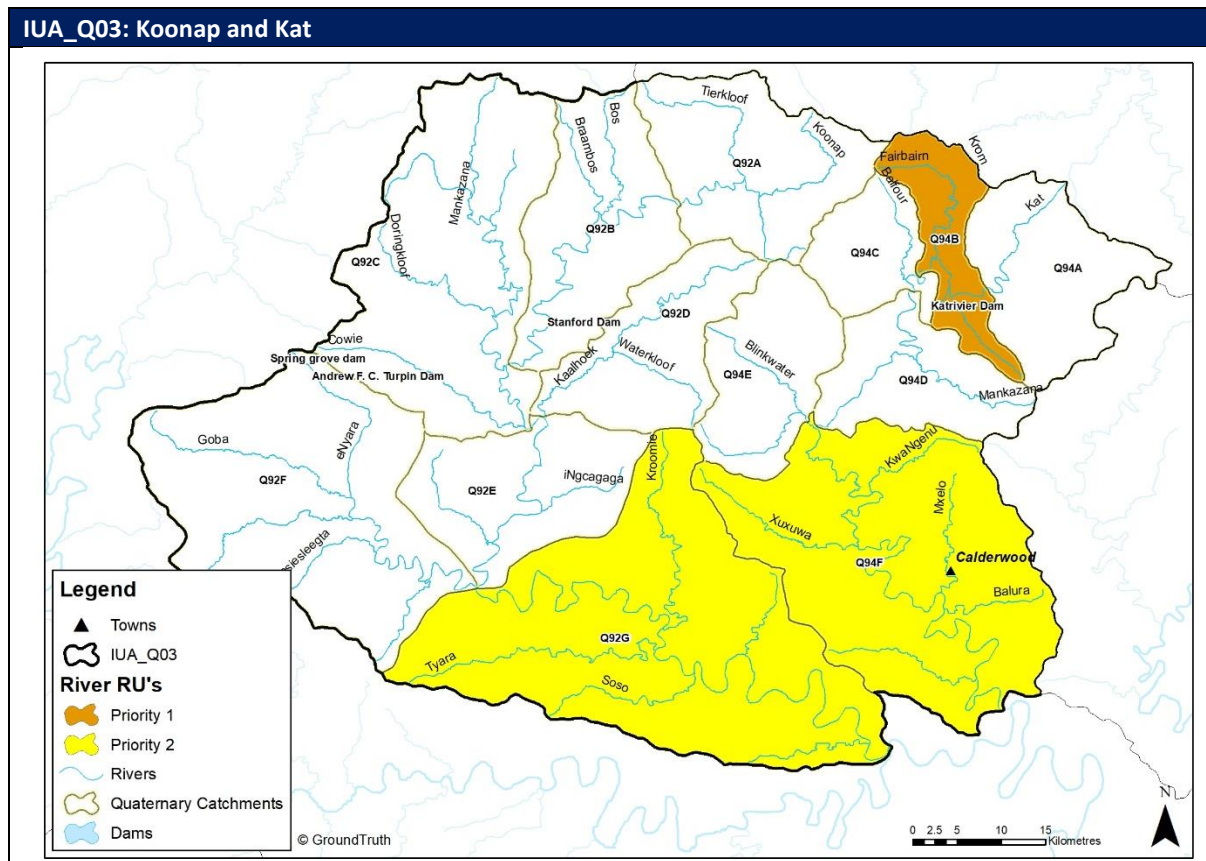 IUA_Q03: Koonap and Kat
Tierkloof
Bos
Braambos
Koonap
Krom
Q92A
Fairbairn
Mankazana
Balfour
Kat
Doringkloof
Q92B
Q94B
Q92C
Q94C
Q94A
Katrivier Dam
Stanford Dam
Q92D
Cowie
Waterkloof
Blinkwater
Spring grove dam
Andrew F. C. Turpin Dam
Kaalhoek
Q94E
Q94D
Mankazana
Goba
eNyara
Kroomie
KwaNgenu
Q92F
Q92E
iNgcagaga
Mxelo
Xuxuwa
siesleegta
Q94F
Calderwood
Balura
Q92G
Tyara
Soso
Legend
Towns
IUA_Q03
River RU's
Priority 1
Priority 2
Rivers
Quaternary Catchments
Dams
© GroundTruth
N
0 2.5 5 10 15
Kilometres